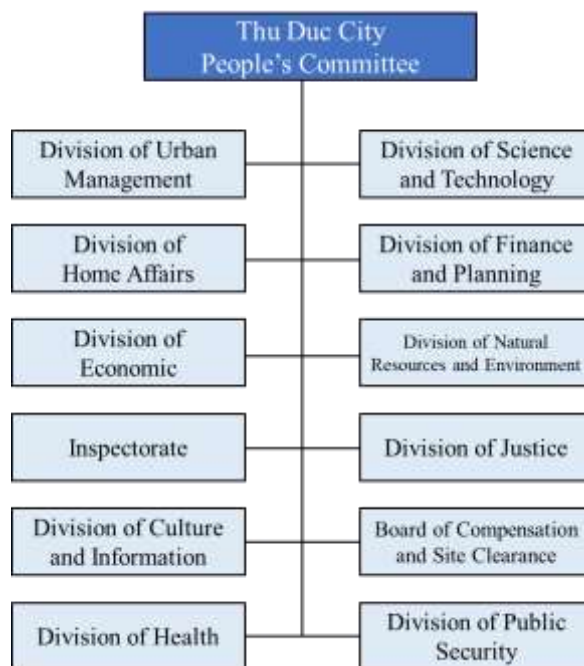 Thu Duc City
People's Committee
Division of Urban
Management
Division of Science
and Technology
Division of
Home Affairs
Division of Finance
and Planning
Division of
Economic
Division of Natural
Resources and Environment
Inspectorate
Division of Justice
Division of Culture
and Information
Board of Compensation
and Site Clearance
Division of Health
Division of Public
Security